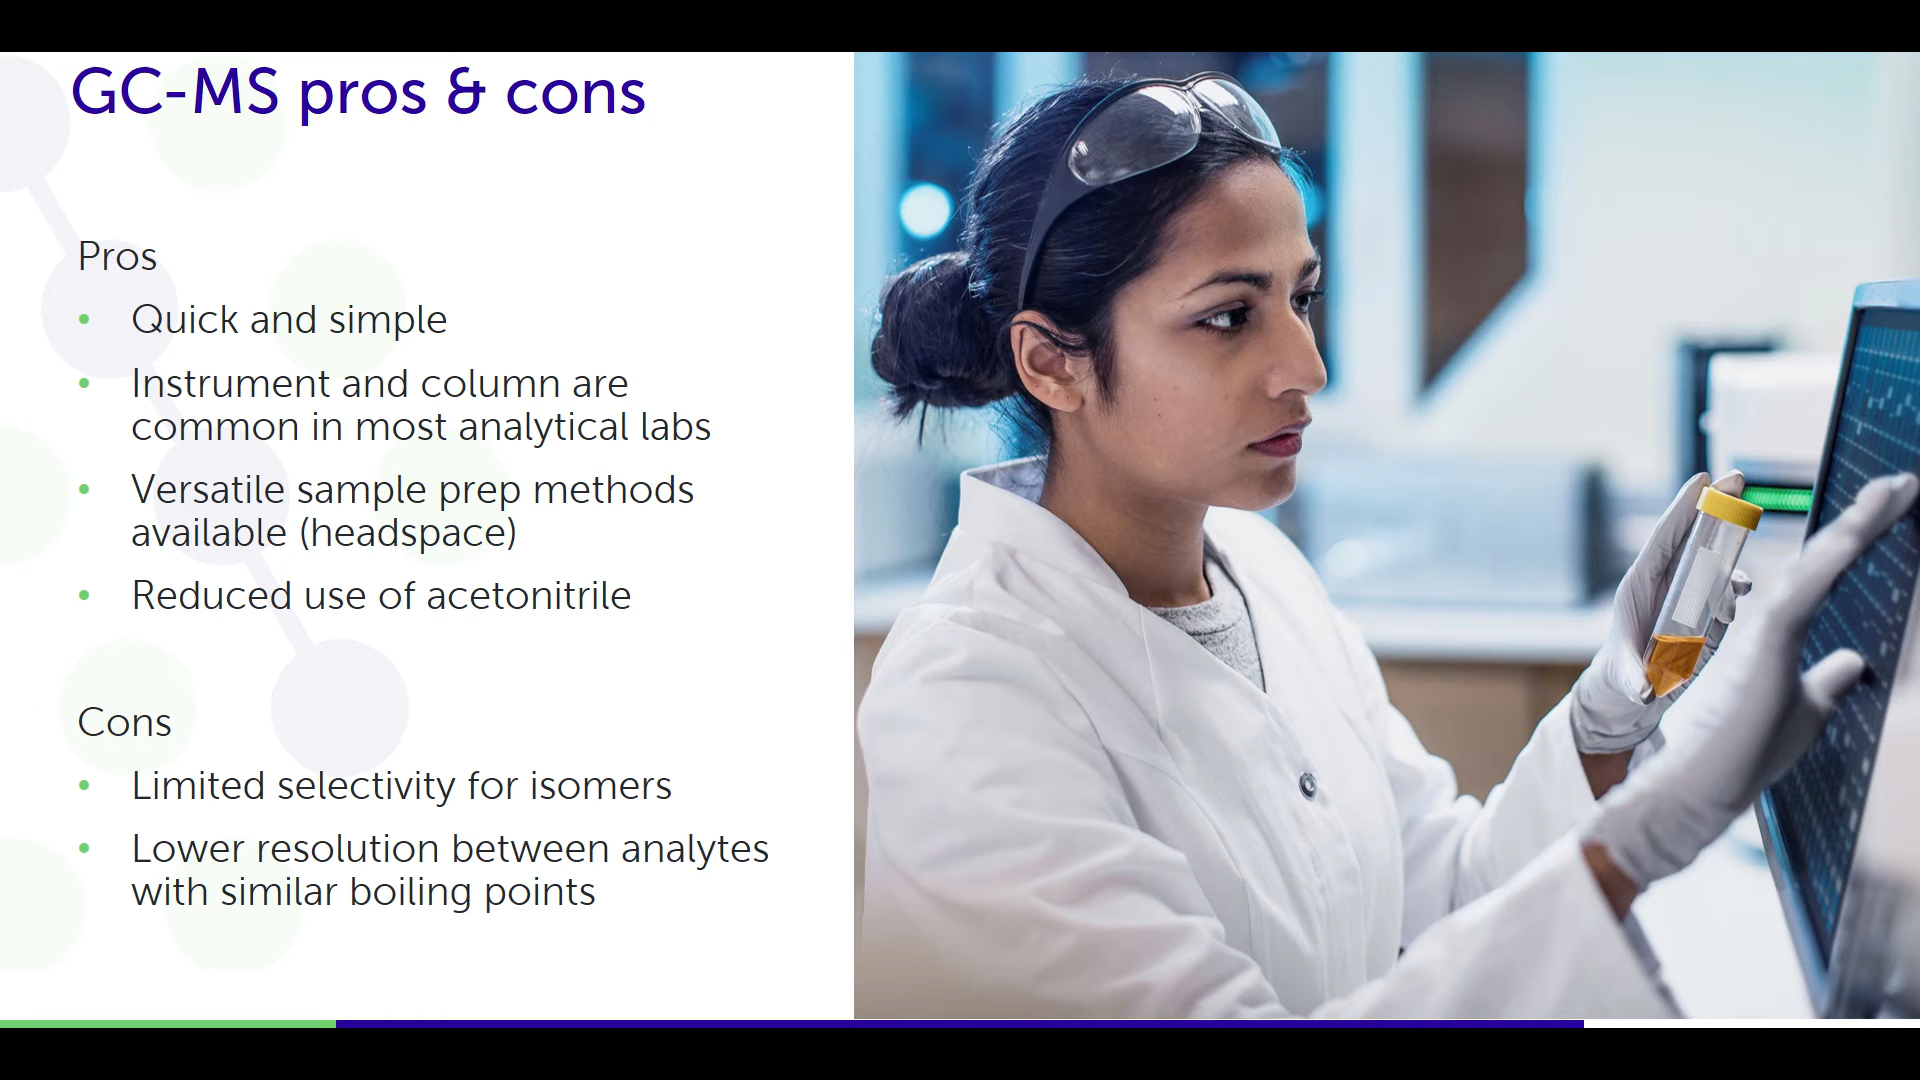 GC-MS pros & cons
Pros
• Quick and simple
• Instrument and column are
common in most analytical labs
• Versatile sample prep methods
available (headspace)
• Reduced use of acetonitrile
Cons
• Limited selectivity for isomers
• Lower resolution between analytes
with similar boiling points